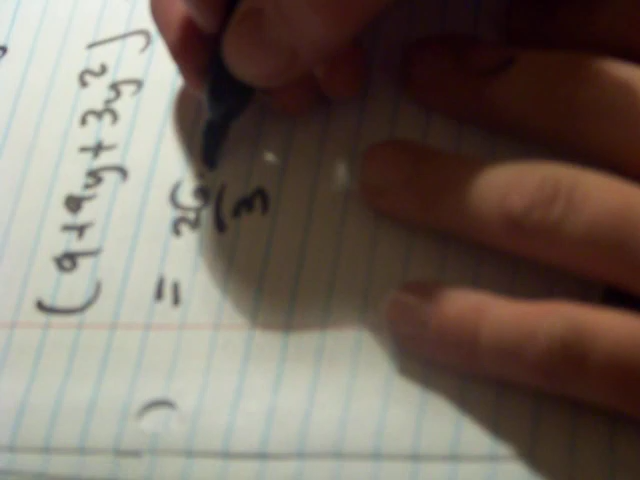 (9+9y+3y²)
= 26/3
)